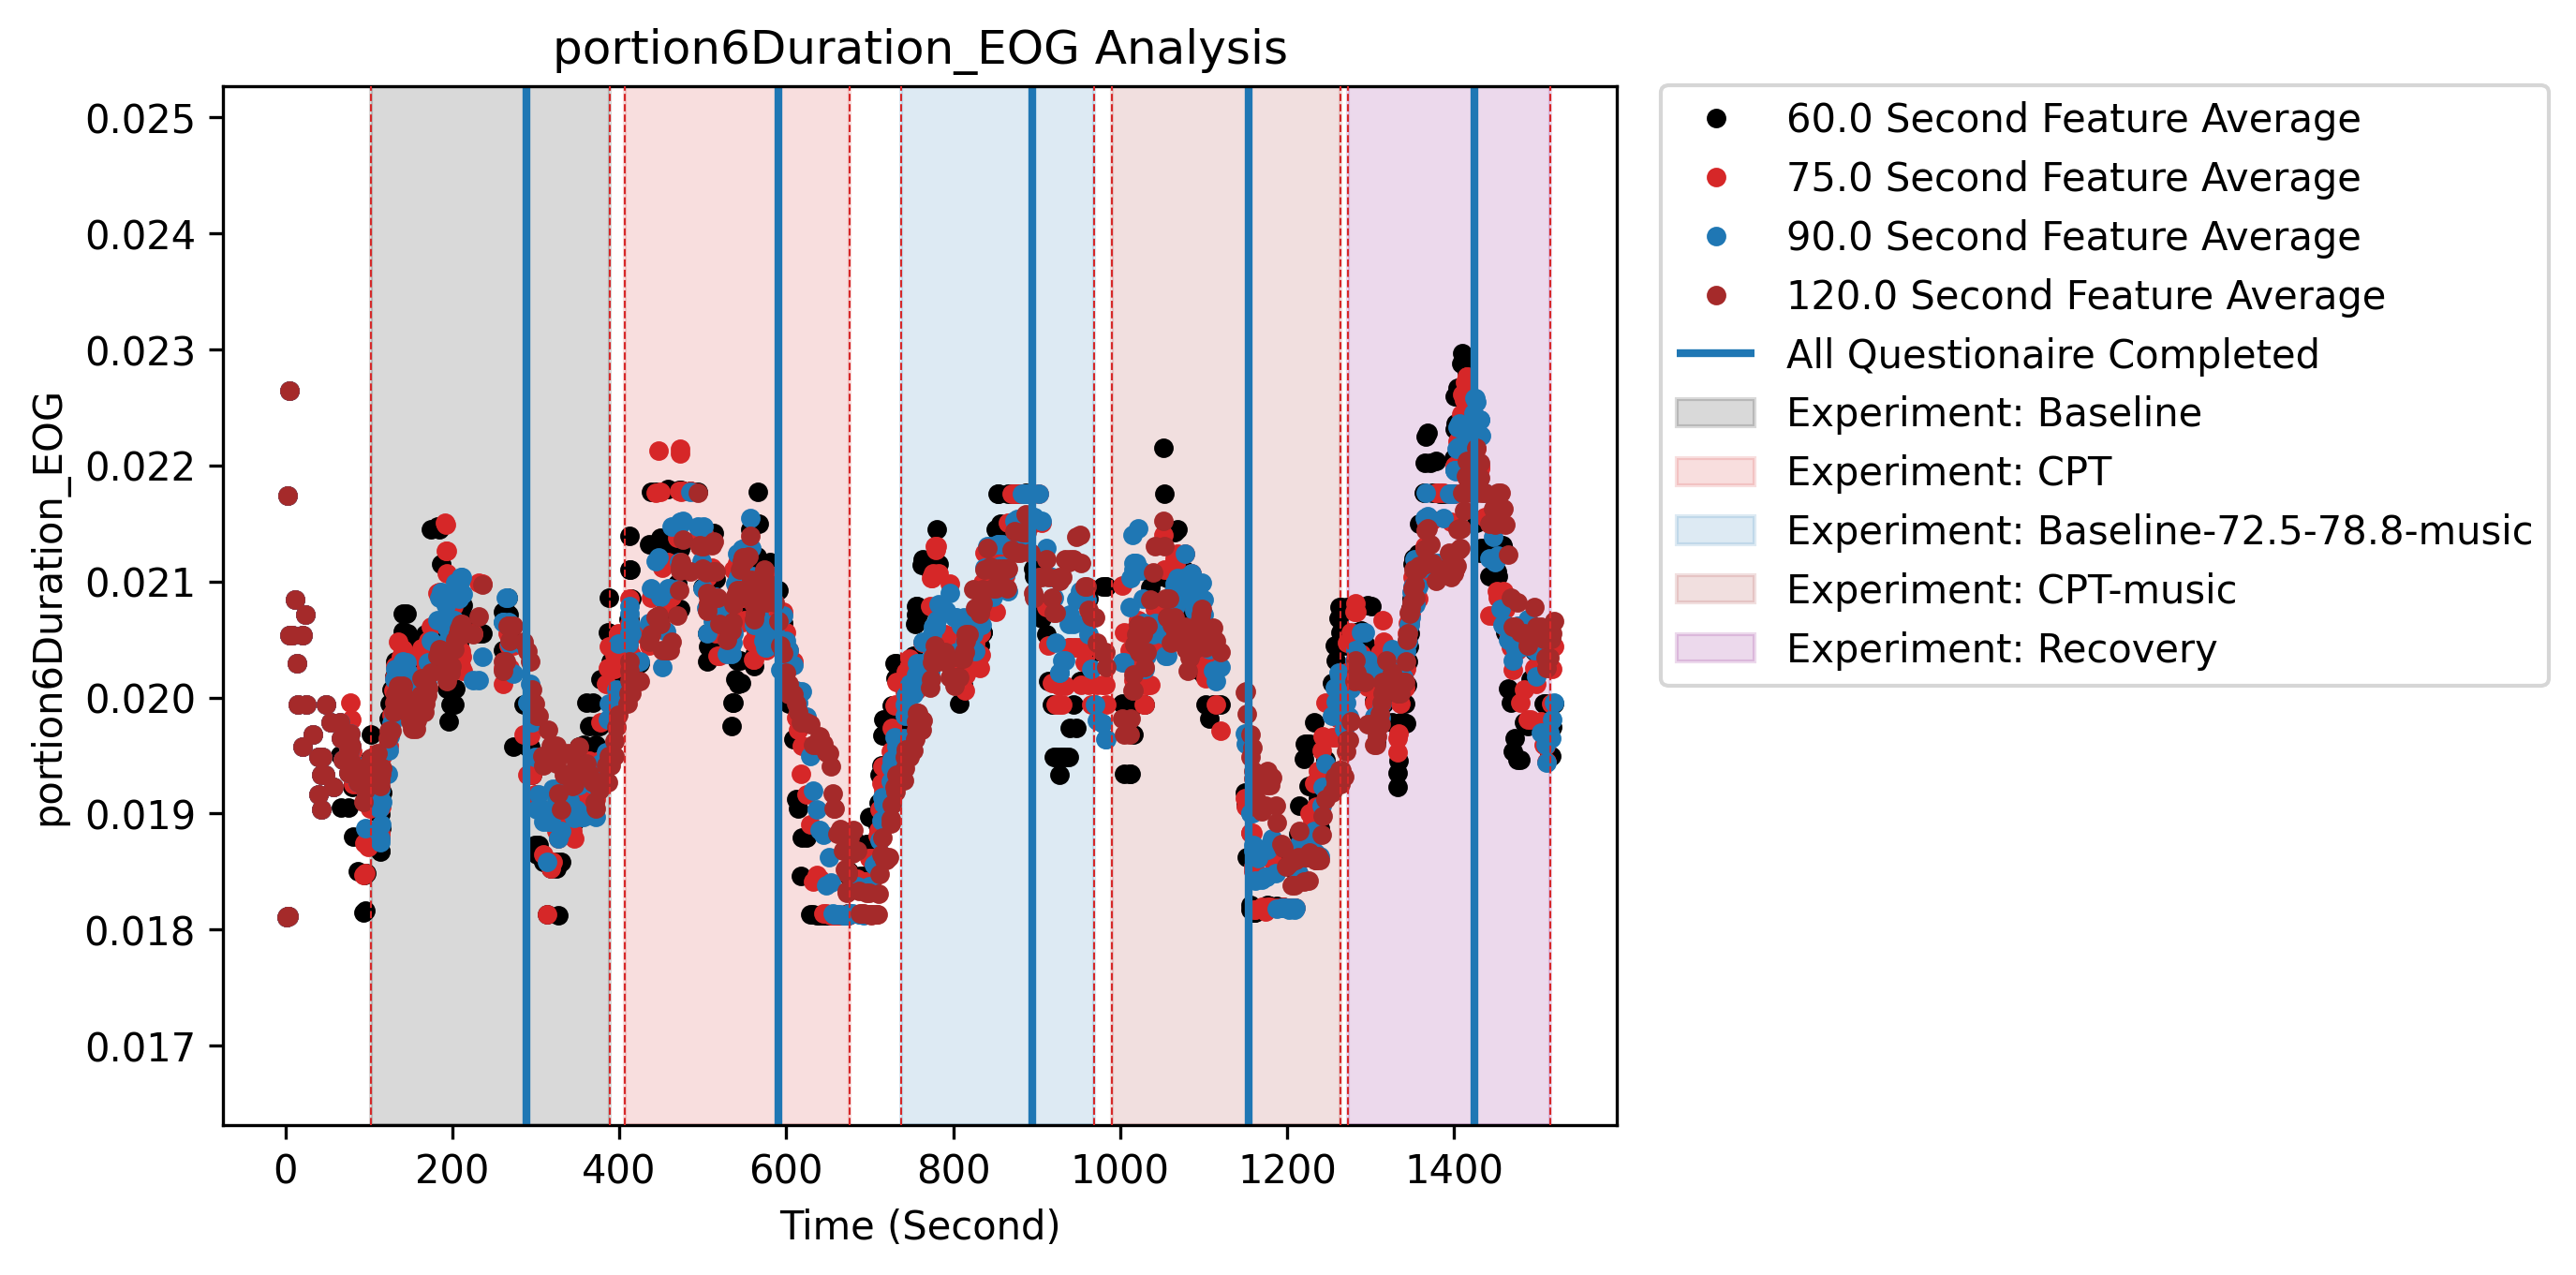 portion6Duration_EOG Analysis
0.025
0.024
0.023
0.022
0.021
0.020
0.019
0.018
0.017
portion6Duration_EOG
0
200
400
600
800
1000
1200
1400
Time (Second)
60.0 Second Feature Average
75.0 Second Feature Average
90.0 Second Feature Average
120.0 Second Feature Average
All Questionaire Completed
Experiment: Baseline
Experiment: CPT
Experiment: Baseline-72.5-78.8-music
Experiment: CPT-music
Experiment: Recovery